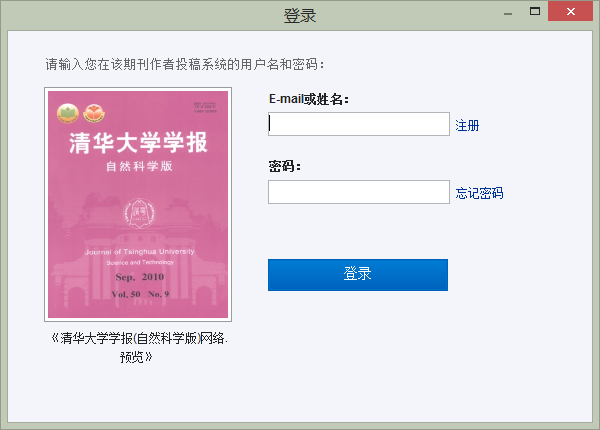 登录
请输入您在该期刊作者投稿系统的用户名和密码：
清华大学学报
自然科学版
Journal of Tsinghua University
Science and Technology
Sep. 2010
Vol. 50 No. 9
《清华大学学报(自然科学版)网络.
预览》
E-mail或姓名：
注册
密码：
忘记密码
登录